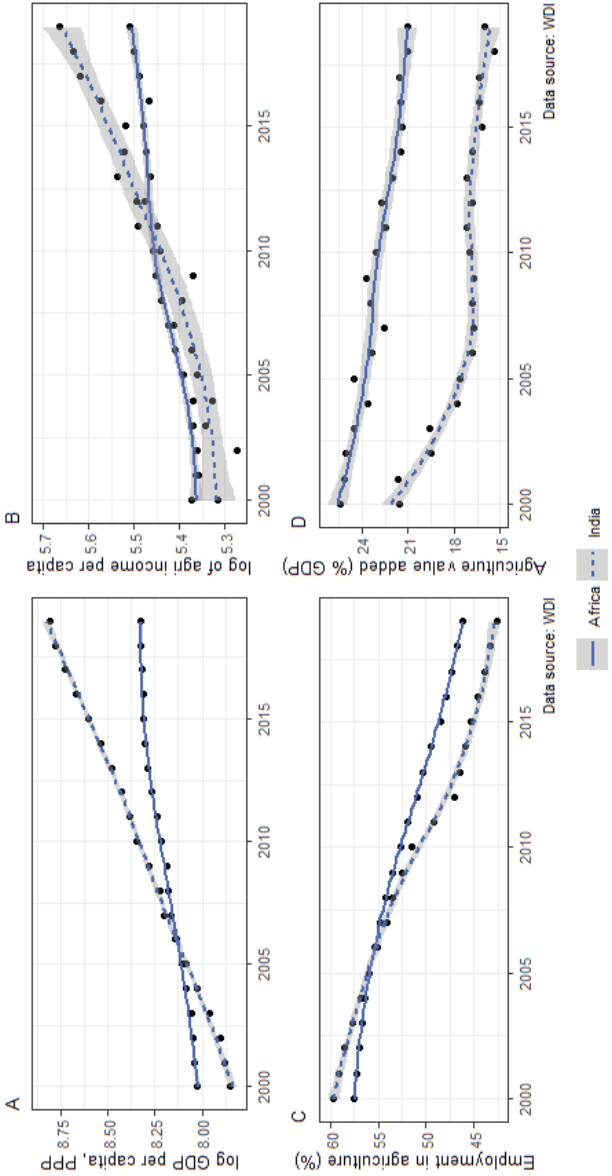 A
log GDP
per capita, PPP
8.75
8.50
8.25
8.00
2000
2005
2010
2015
B
log of agri income per capita
5.7
5.6
5.5
5.4
5.3
2000
2005
2010
2015
C
Employment in
agriculture (%)
60
55
50
45
2000
2005
2010
2015
Data source: WDI
D
Agriculture value added (% GDP)
24
21
18
15
2000
2005
2010
2015
Data source: WDI
Africa
India